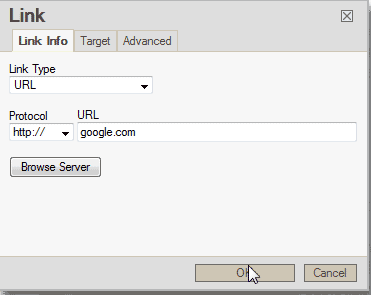 Link
Link Info Target Advanced
Link Type
URL
Protocol URL
http:// google.com
Browse Server
OK Cancel